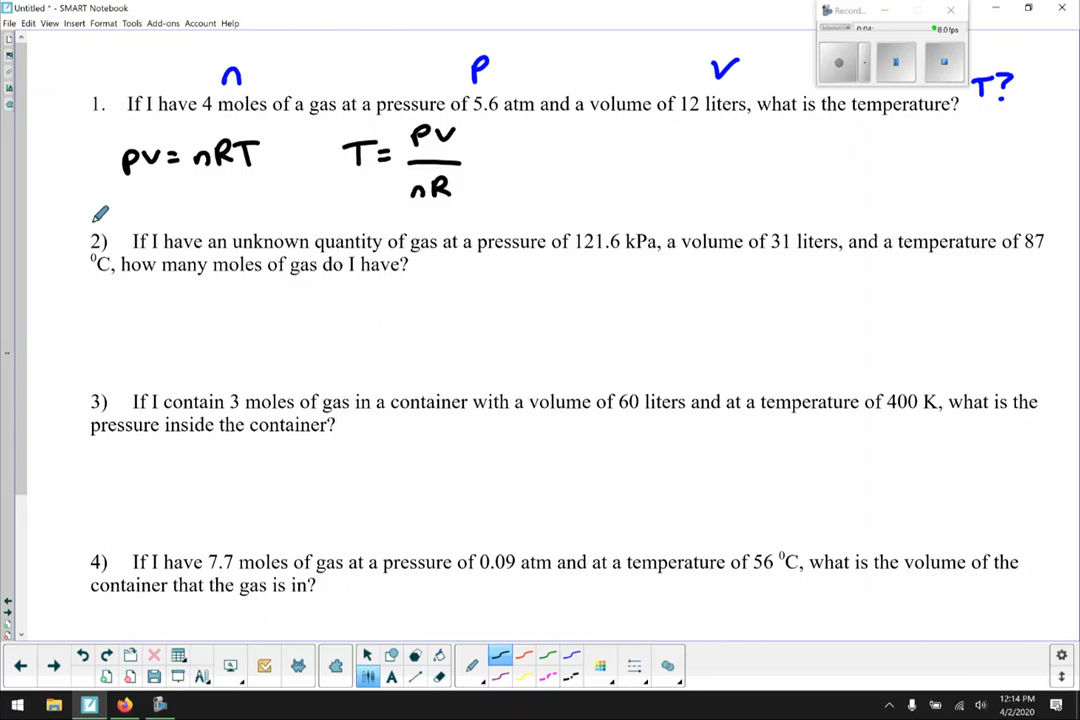 Untitled * - SMART Notebook
File Edit View Insert Format Tools Add-ons Account Help
Record...
8.0 fps
n P V T?
1. If I have 4 moles of a gas at a pressure of 5.6 atm and a volume of 12 liters, what is the temperature?
PV = nRT T = PV
nR
2) If I have an unknown quantity of gas at a pressure of 121.6 kPa, a volume of 31 liters, and a temperature of 87
⁰C, how many moles of gas do I have?
3) If I contain 3 moles of gas in a container with a volume of 60 liters and at a temperature of 400 K, what is the
pressure inside the container?
4) If I have 7.7 moles of gas at a pressure of 0.09 atm and at a temperature of 56 ⁰C, what is the volume of the
container that the gas is in?
12:14 PM
4/2/2020